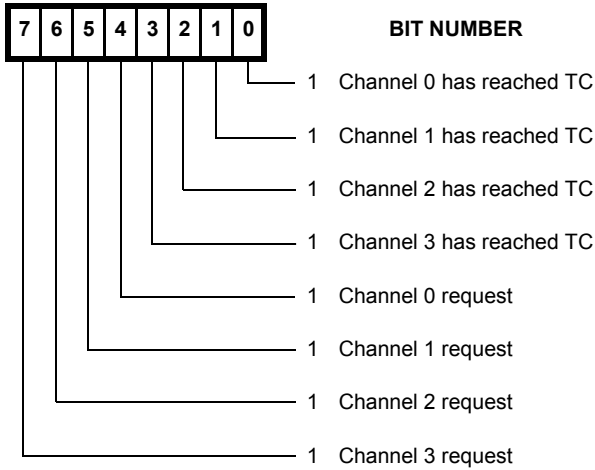 7 6 5 4 3 2 1 0 BIT NUMBER
1 Channel 0 has reached TC
1 Channel 1 has reached TC
1 Channel 2 has reached TC
1 Channel 3 has reached TC
1 Channel 0 request
1 Channel 1 request
1 Channel 2 request
1 Channel 3 request